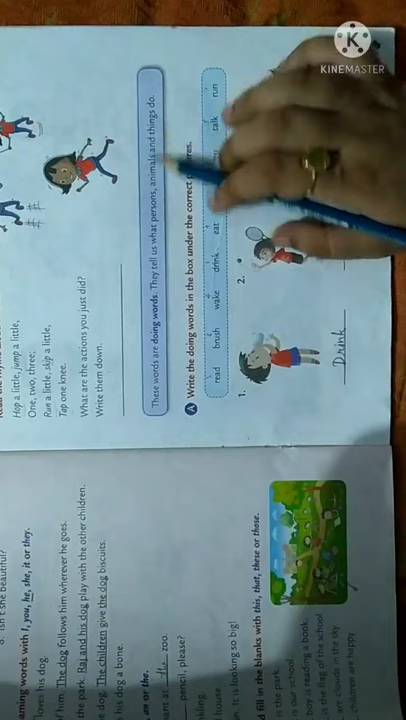 KINEMASTER
Hop a little, jump a little,
One, two, three;
Run a little, skip a little,
Tap one knee.
What are the actions you just did?
Write them down.
These words are doing words. They tell us what persons, animals and things do.
A Write the doing words in the box under the correct
read brush wake drink eat talk run
1. 2.
Drink
Isn't she beautiful?
aming words with I, you, he, she, it or they.
loves his dog.
him. The dog follows him wherever he goes.
the park. Raj and his dog play with the other children.
dog. The children give the dog biscuits.
his dog a bone.
am or the.
at zoo.
pencil, please?
house
It is looking so big!
fill in the blanks with this, that, these or those.
is the park.
is our school.
boy is reading a book
the flag of the school
are clouds in the sky
children are happy